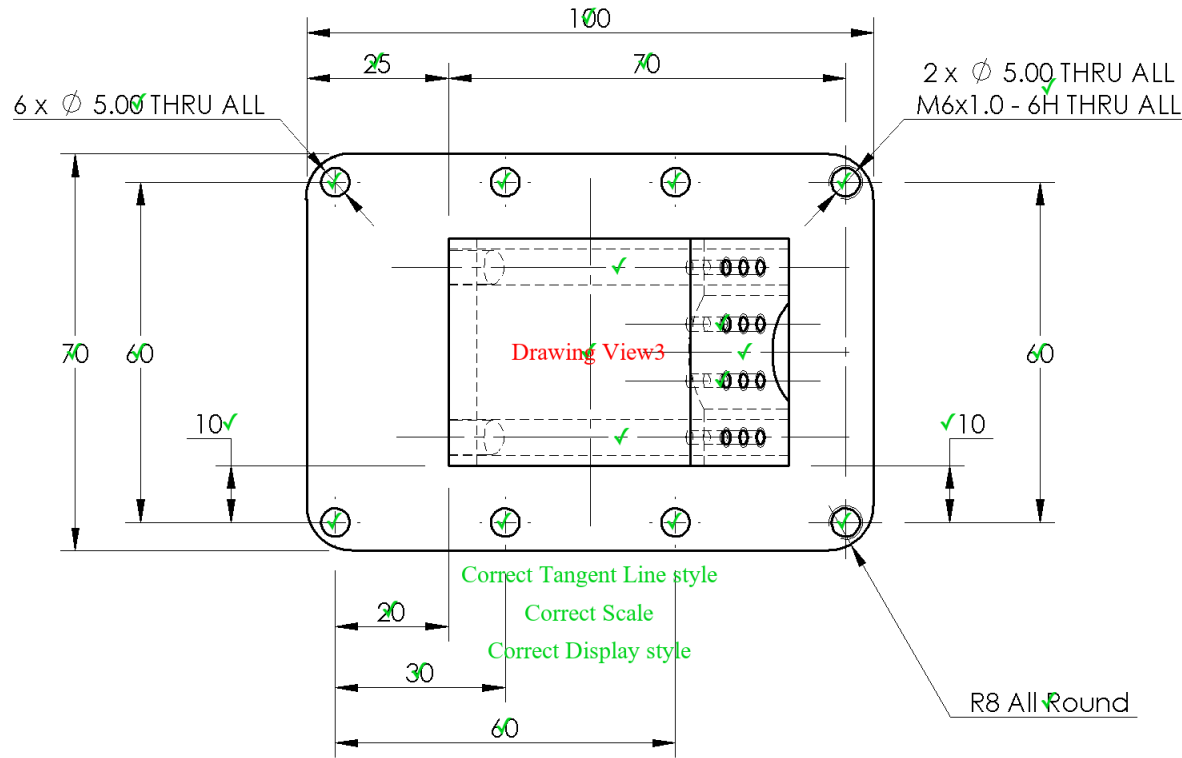 100
25
70
6 x ∅ 5.00 THRU ALL
2 x ∅ 5.00 THRU ALL
M6x1.0 - 6H THRU ALL
70
60
Drawing View3
60
10
10
Correct Tangent Line style
20
Correct Scale
Correct Display style
30
R8 All Round
60